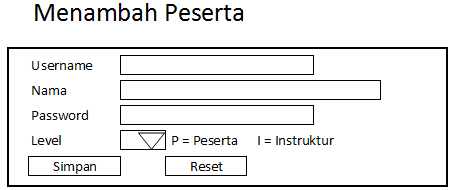 Menambah Peserta
Username
Nama
Password
Level P = Peserta I = Instruktur
Simpan Reset